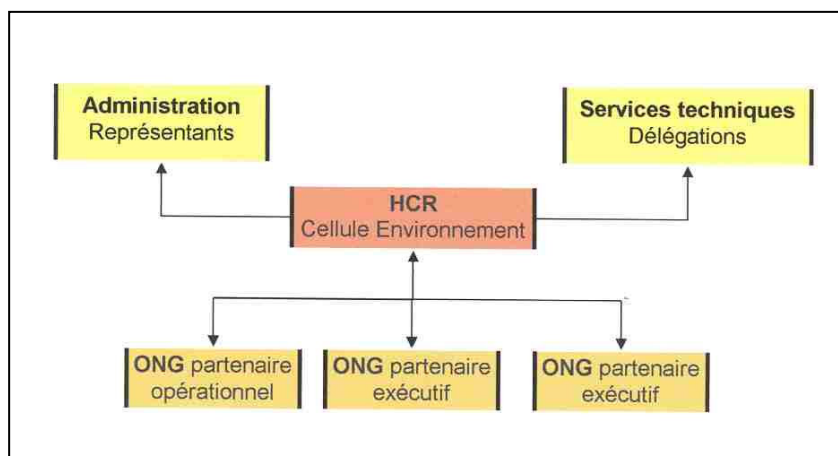 Administration
Représentants
Services techniques
Délégations
HCR
Cellule Environnement
ONG partenaire
opérationnel
ONG partenaire
exécutif
ONG partenaire
exécutif